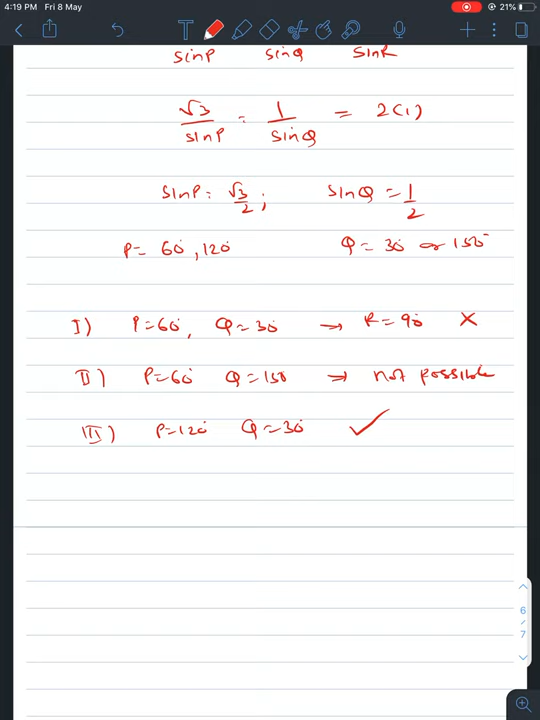 4:19 PM Fri 8 May 21%
sinP sinQ sinR
√3/sinP = 1/sinQ = 2(1)
sinP = √3/2 ; sinQ = 1/2
P = 60°, 120° Q = 30° or 150°
I) P=60°, Q=30° → R=90° ✗
II) P=60° Q=150° → not possible
III) P=120° Q=30° ✓
6
/
7